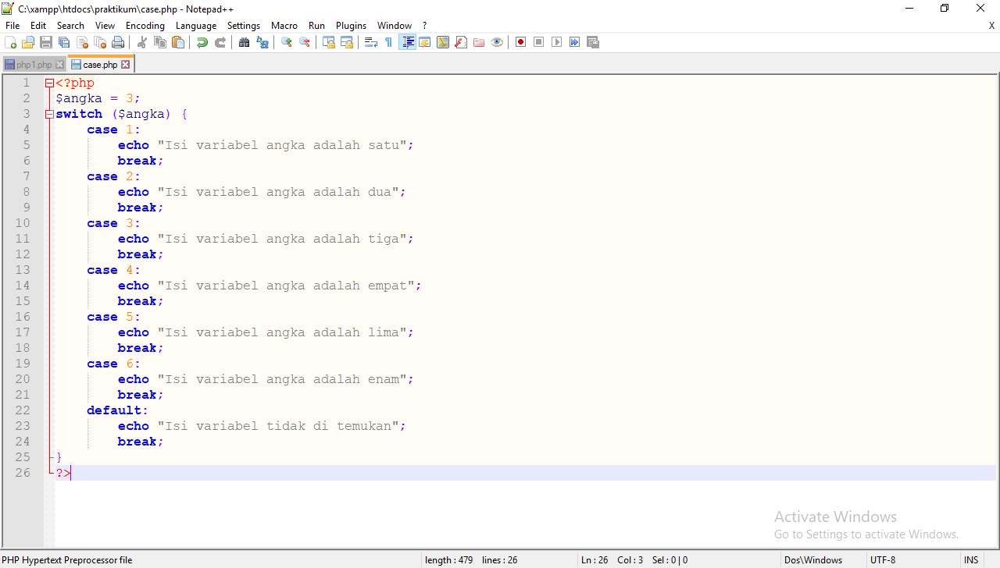 C:\xampp\htdocs\praktikum\case.php - Notepad++
File Edit Search View Encoding Language Settings Macro Run Plugins Window ? X
php1.php case.php
1 <?php
2 $angka = 3;
3 switch ($angka) {
4     case 1:
5         echo "Isi variabel angka adalah satu";
6         break;
7     case 2:
8         echo "Isi variabel angka adalah dua";
9         break;
10     case 3:
11         echo "Isi variabel angka adalah tiga";
12         break;
13     case 4:
14         echo "Isi variabel angka adalah empat";
15         break;
16     case 5:
17         echo "Isi variabel angka adalah lima";
18         break;
19     case 6:
20         echo "Isi variabel angka adalah enam";
21         break;
22     default:
23         echo "Isi variabel tidak di temukan";
24         break;
25 }
26 ?>
Activate Windows
Go to Settings to activate Windows.
PHP Hypertext Preprocessor file length : 479 lines : 26 Ln : 26 Col : 3 Sel : 0 | 0 Dos\Windows UTF-8 INS